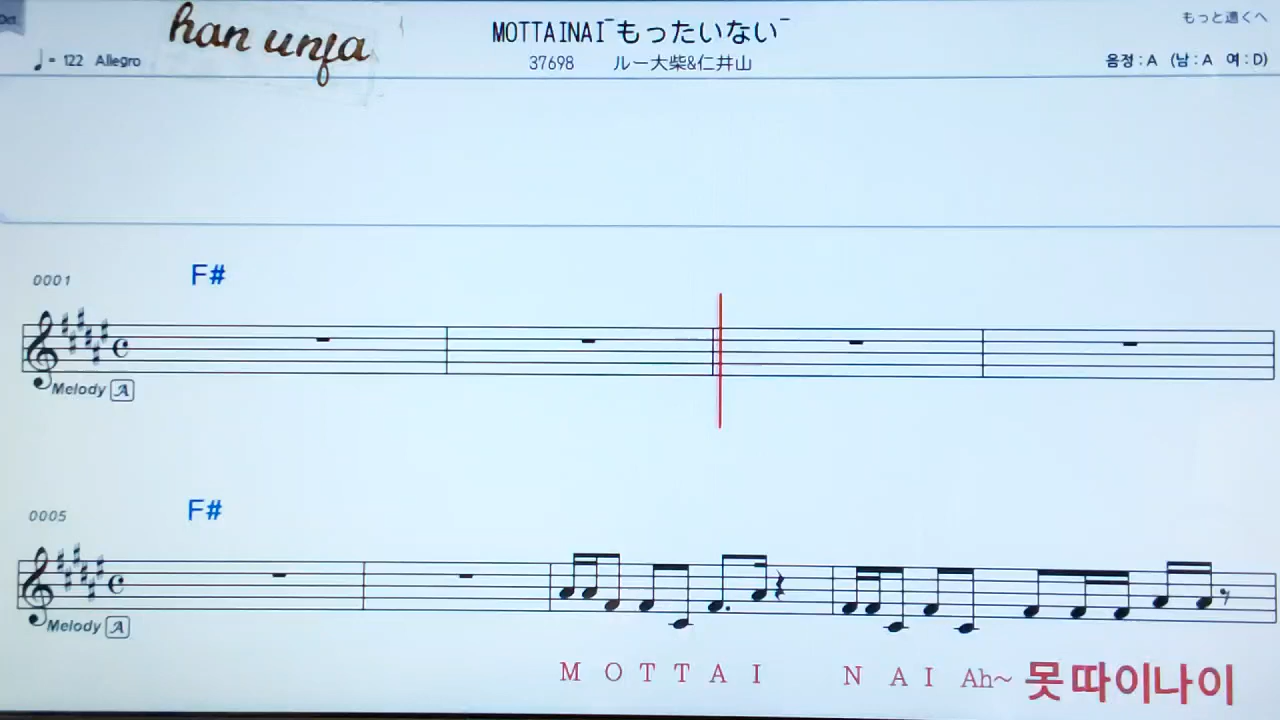 han unfa
MOTTAINAI‾もったいない‾
もっと遠くへ
♩= 122 Allegro
37698 ルー大柴&仁井山
음정 : A (남 : A 여 : D)
0001
F#
Melody A
0005
F#
Melody A
M O T T A I N A I Ah~ 못따이나이